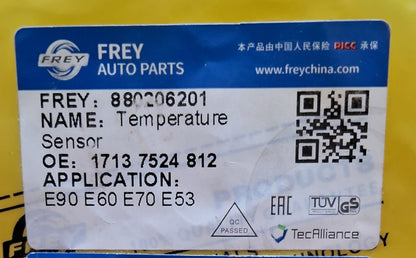 FREY
FREY
AUTO PARTS
本产品由中国人民保险 PICC 承保
www.freychina.com
FREY: 880206201
NAME: Temperature
Sensor
OE: 1713 7524 812
APPLICATION:
E90 E60 E70 E53
QC
PASSED
EAC
TÜV
GS
TecAlliance